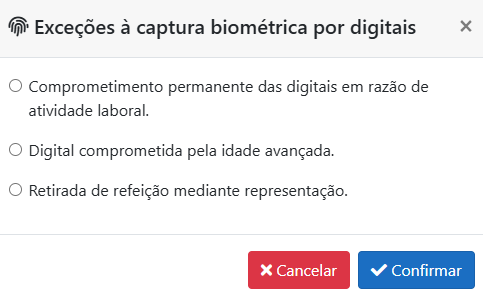 Exceções à captura biométrica por digitais
×
Comprometimento permanente das digitais em razão de
atividade laboral.
Digital comprometida pela idade avançada.
Retirada de refeição mediante representação.
Cancelar
Confirmar